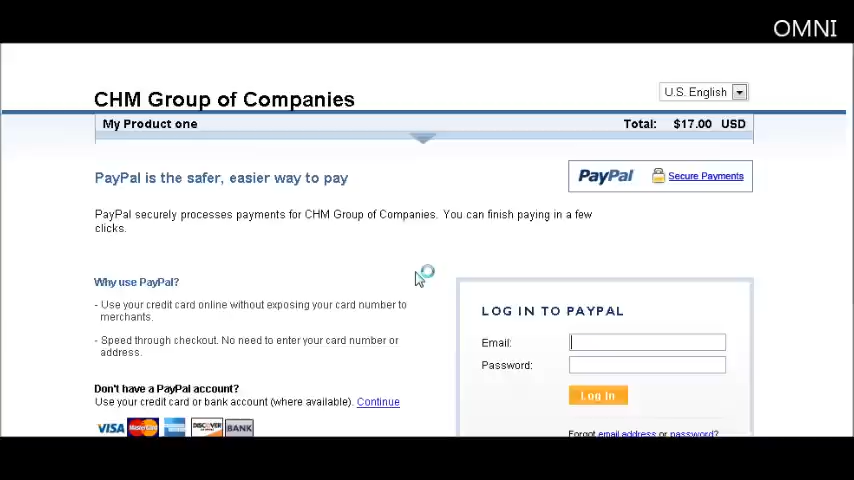 OMNI
CHM Group of Companies
U.S. English
My Product one
Total: $17.00 USD
PayPal is the safer, easier way to pay
PayPal Secure Payments
PayPal securely processes payments for CHM Group of Companies. You can finish paying in a few
clicks.
Why use PayPal?
- Use your credit card online without exposing your card number to
merchants.
- Speed through checkout. No need to enter your card number or
address.
Don't have a PayPal account?
Use your credit card or bank account (where available). Continue
VISA MasterCard DISCOVER BANK
LOG IN TO PAYPAL
Email:
Password:
Log In
Forgot email address or password?